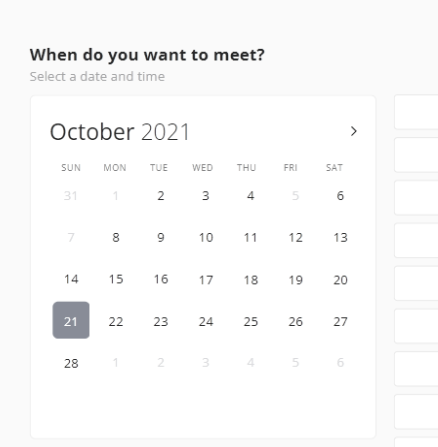 When do you want to meet?
Select a date and time
October 2021
SUN MON TUE WED THU FRI SAT
31 1 2 3 4 5 6
7 8 9 10 11 12 13
14 15 16 17 18 19 20
21 22 23 24 25 26 27
28 1 2 3 4 5 6